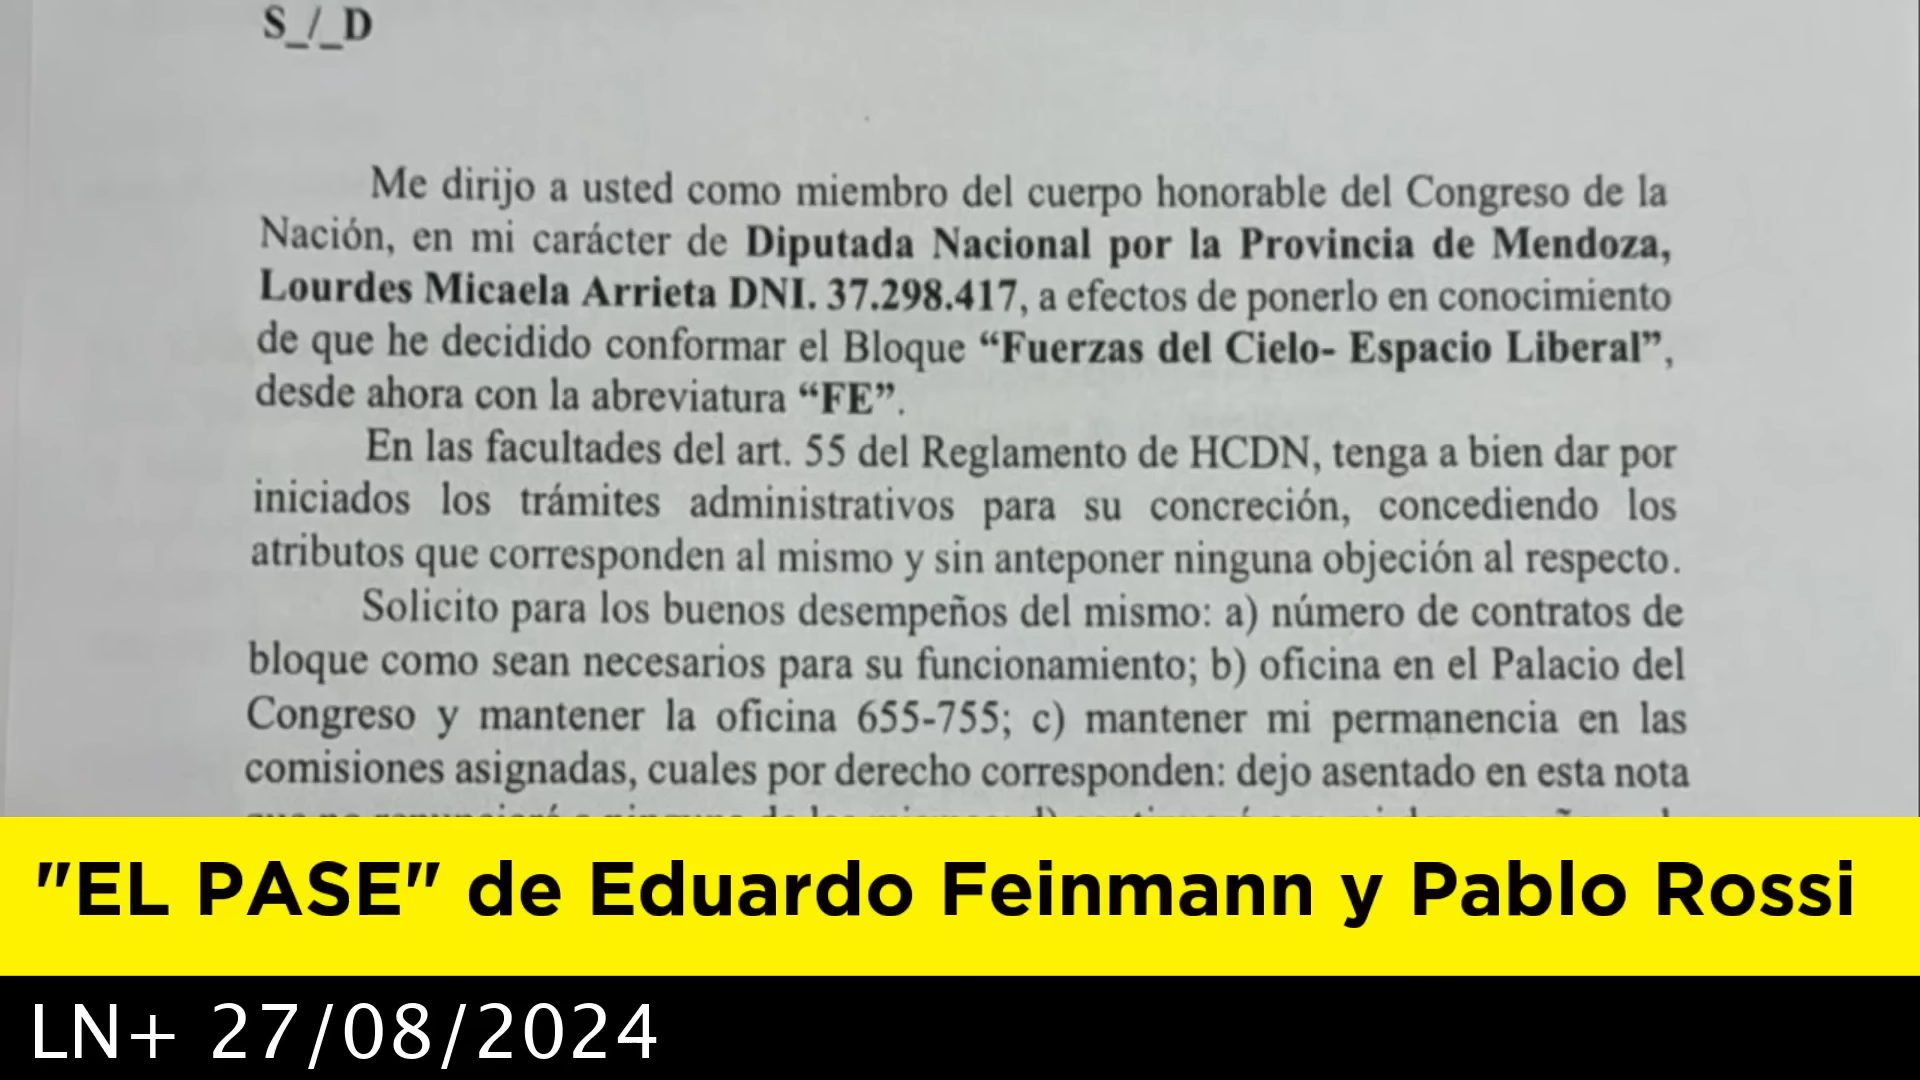 S_/_D
Me dirijo a usted como miembro del cuerpo honorable del Congreso de la
Nación, en mi carácter de Diputada Nacional por la Provincia de Mendoza,
Lourdes Micaela Arrieta DNI. 37.298.417, a efectos de ponerlo en conocimiento
de que he decidido conformar el Bloque “Fuerzas del Cielo- Espacio Liberal”,
desde ahora con la abreviatura “FE”.
En las facultades del art. 55 del Reglamento de HCDN, tenga a bien dar por
iniciados los trámites administrativos para su concreción, concediendo los
atributos que corresponden al mismo y sin anteponer ninguna objeción al respecto.
Solicito para los buenos desempeños del mismo: a) número de contratos de
bloque como sean necesarios para su funcionamiento; b) oficina en el Palacio del
Congreso y mantener la oficina 655-755; c) mantener mi permanencia en las
comisiones asignadas, cuales por derecho corresponden: dejo asentado en esta nota
"EL PASE" de Eduardo Feinmann y Pablo Rossi
LN+ 27/08/2024